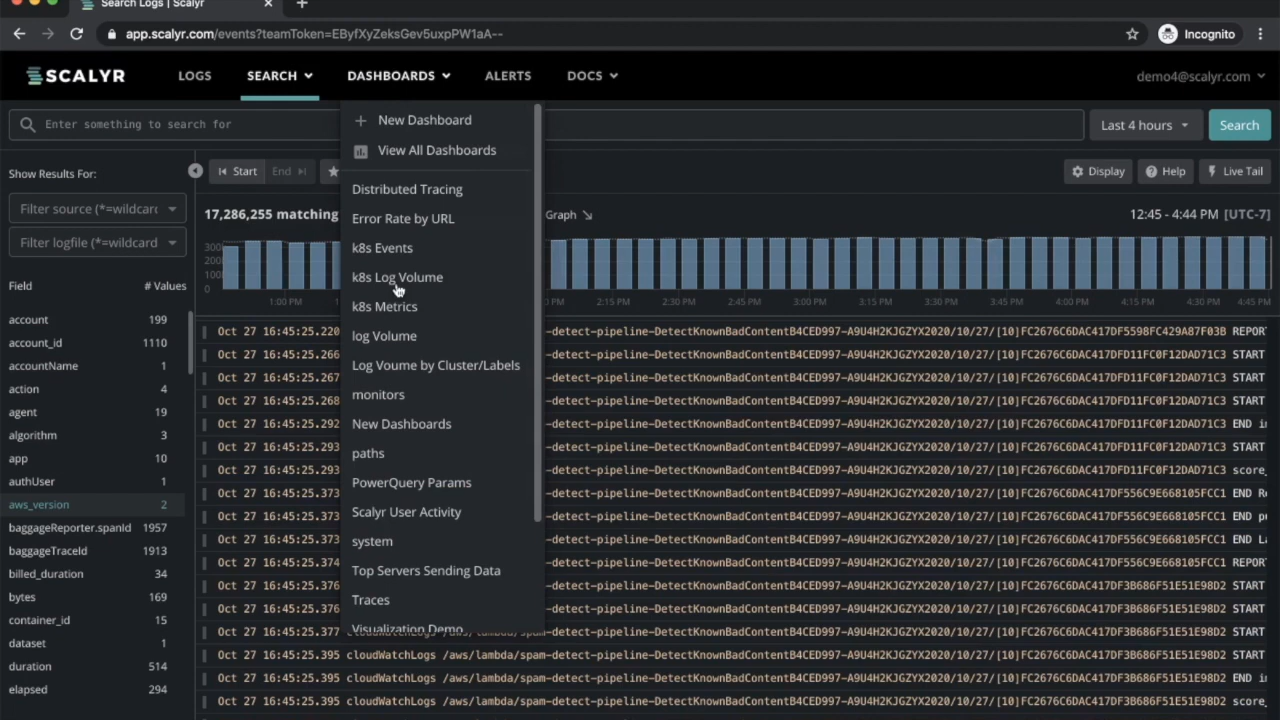 Search Logs | Scalyr
app.scalyr.com/events?teamToken=EByfXyZeksGev5uxpPW1aA--
Incognito
SCALYR
LOGS
SEARCH
DASHBOARDS
ALERTS
DOCS
demo4@scalyr.com
Enter something to search for
Last 4 hours
Search
New Dashboard
View All Dashboards
Distributed Tracing
Error Rate by URL
k8s Events
k8s Log Volume
k8s Metrics
log Volume
Log Voume by Cluster/Labels
monitors
New Dashboards
paths
PowerQuery Params
Scalyr User Activity
system
Top Servers Sending Data
Traces
Visualization Demo
Show Results For:
Filter source (*=wildcar
Filter logfile (*=wildcard
Start
End
Display
Help
Live Tail
17,286,255 matching
Graph
12:45 - 4:44 PM [UTC-7]
300
200
100
0
1:00 PM
PM
2:15 PM
2:30 PM
2:45 PM
3:00 PM
3:15 PM
3:30 PM
3:45 PM
4:00 PM
4:15 PM
4:30 PM
4:45 PM
Field # Values
account 199
account_id 1110
accountName 1
action 4
agent 19
algorithm 3
app 10
authUser 1
aws_version 2
baggageReporter.spanId 1957
baggageTraceId 1913
billed_duration 34
bytes 169
container_id 15
dataset 1
duration 514
elapsed 294
Oct 27 16:45:25.220 -detect-pipeline-DetectKnownBadContentB4CED997-A9U4H2KJGZYX2020/10/27/[10]FC2676C6DAC417DF5598FC429A87F03B REPOR
Oct 27 16:45:25.266 -detect-pipeline-DetectKnownBadContentB4CED997-A9U4H2KJGZYX2020/10/27/[10]FC2676C6DAC417DFD11FC0F12DAD71C3 START
Oct 27 16:45:25.267 -detect-pipeline-DetectKnownBadContentB4CED997-A9U4H2KJGZYX2020/10/27/[10]FC2676C6DAC417DFD11FC0F12DAD71C3 START
Oct 27 16:45:25.268 -detect-pipeline-DetectKnownBadContentB4CED997-A9U4H2KJGZYX2020/10/27/[10]FC2676C6DAC417DFD11FC0F12DAD71C3 START
Oct 27 16:45:25.292 -detect-pipeline-DetectKnownBadContentB4CED997-A9U4H2KJGZYX2020/10/27/[10]FC2676C6DAC417DFD11FC0F12DAD71C3 END i
Oct 27 16:45:25.293 -detect-pipeline-DetectKnownBadContentB4CED997-A9U4H2KJGZYX2020/10/27/[10]FC2676C6DAC417DFD11FC0F12DAD71C3 START
Oct 27 16:45:25.293 -detect-pipeline-DetectKnownBadContentB4CED997-A9U4H2KJGZYX2020/10/27/[10]FC2676C6DAC417DFD11FC0F12DAD71C3 score_
Oct 27 16:45:25.373 -detect-pipeline-DetectKnownBadContentB4CED997-A9U4H2KJGZYX2020/10/27/[10]FC2676C6DAC417DF556C9E668105FCC1 END R
Oct 27 16:45:25.373 -detect-pipeline-DetectKnownBadContentB4CED997-A9U4H2KJGZYX2020/10/27/[10]FC2676C6DAC417DF556C9E668105FCC1 END p
Oct 27 16:45:25.373 -detect-pipeline-DetectKnownBadContentB4CED997-A9U4H2KJGZYX2020/10/27/[10]FC2676C6DAC417DF556C9E668105FCC1 END La
Oct 27 16:45:25.374 -detect-pipeline-DetectKnownBadContentB4CED997-A9U4H2KJGZYX2020/10/27/[10]FC2676C6DAC417DF556C9E668105FCC1 REPOR
Oct 27 16:45:25.376 -detect-pipeline-DetectKnownBadContentB4CED997-A9U4H2KJGZYX2020/10/27/[10]FC2676C6DAC417DF3B686F51E51E98D2 START
Oct 27 16:45:25.376 -detect-pipeline-DetectKnownBadContentB4CED997-A9U4H2KJGZYX2020/10/27/[10]FC2676C6DAC417DF3B686F51E51E98D2 START
Oct 27 16:45:25.377 cloudWatchLogs /aws/lambda/spam-detect-pipeline-DetectKnownBadContentB4CED997-A9U4H2KJGZYX2020/10/27/[10]FC2676C6DAC417DF3B686F51E51E98D2 START
Oct 27 16:45:25.395 cloudWatchLogs /aws/lambda/spam-detect-pipeline-DetectKnownBadContentB4CED997-A9U4H2KJGZYX2020/10/27/[10]FC2676C6DAC417DF3B686F51E51E98D2 START
Oct 27 16:45:25.395 cloudWatchLogs /aws/lambda/spam-detect-pipeline-DetectKnownBadContentB4CED997-A9U4H2KJGZYX2020/10/27/[10]FC2676C6DAC417DF3B686F51E51E98D2 END i
Oct 27 16:45:25.395 cloudWatchLogs /aws/lambda/spam-detect-pipeline-DetectKnownBadContentB4CED997-A9U4H2KJGZYX2020/10/27/[10]FC2676C6DAC417DF3B686F51E51E98D2 score_